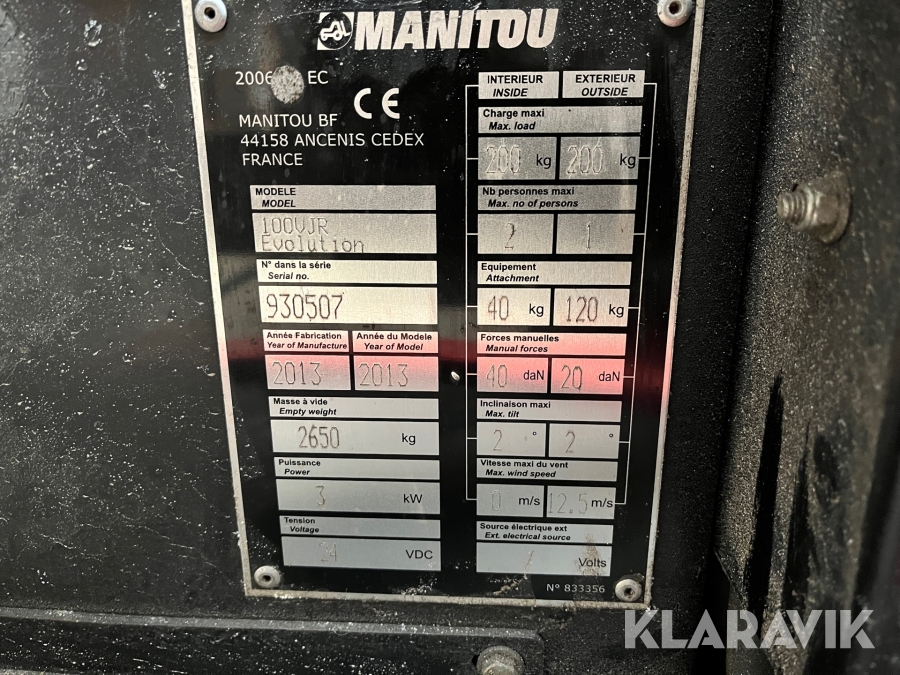 MANITOU
2006 EC
CE
MANITOU BF
44158 ANCENIS CEDEX
FRANCE
MODELE
MODEL
100VJR
Evolution
N° dans la série
Serial no.
930507
Année Fabrication
Year of Manufacture
Année du Modele
Year of Model
2013
2013
Masse à vide
Empty weight
2650 kg
Puissance
Power
3 kW
Tension
Voltage
24 VDC
INTERIEUR
INSIDE
EXTERIEUR
OUTSIDE
Charge maxi
Max. load
200 kg 200 kg
Nb personnes maxi
Max. no of persons
2 1
Equipement
Attachment
40 kg 120 kg
Forces manuelles
Manual forces
40 daN 20 daN
Inclinaison maxi
Max. tilt
2 ° 2 °
Vitesse maxi du vent
Max. wind speed
0 m/s 12.5 m/s
Source électrique ext
Ext. electrical source
/ Volts
N° 833356
KLARAVIK